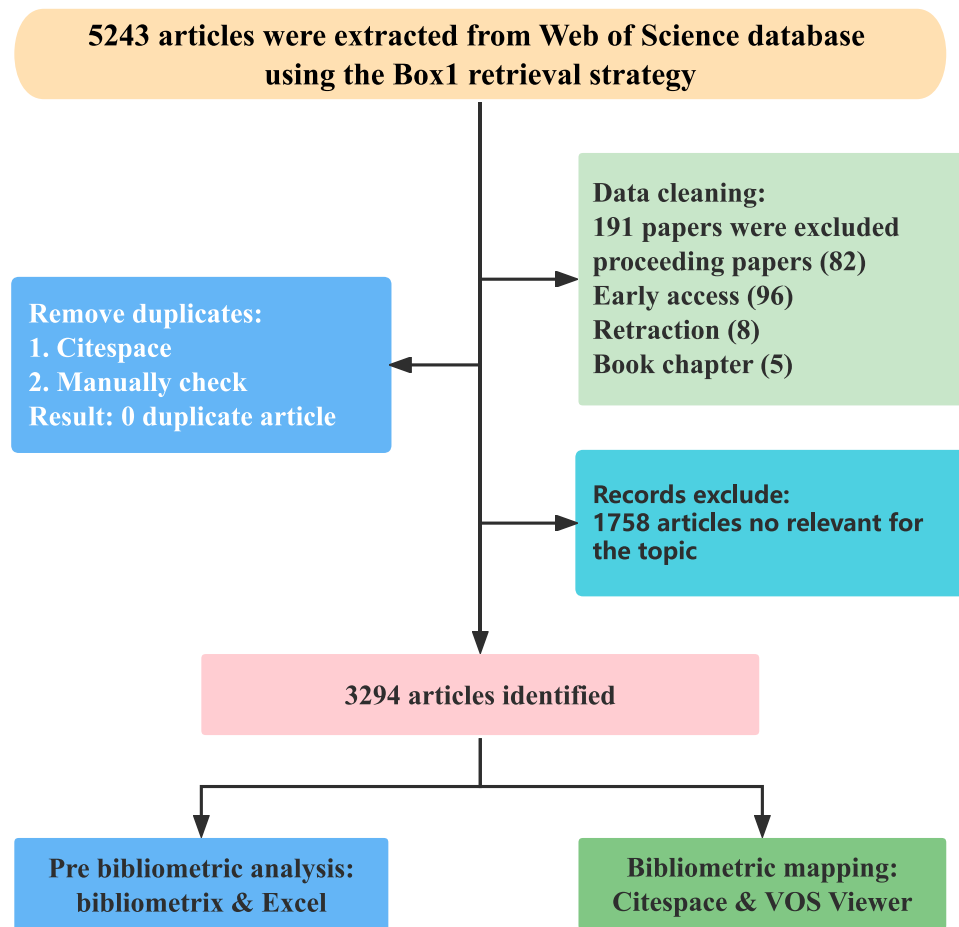 5243 articles were extracted from Web of Science database
using the Box1 retrieval strategy
Data cleaning:
191 papers were excluded
proceeding papers (82)
Early access (96)
Retraction (8)
Book chapter (5)
Remove duplicates:
1. Citespace
2. Manually check
Result: 0 duplicate article
Records exclude:
1758 articles no relevant for
the topic
3294 articles identified
Pre bibliometric analysis:
bibliometrix & Excel
Bibliometric mapping:
Citespace & VOS Viewer